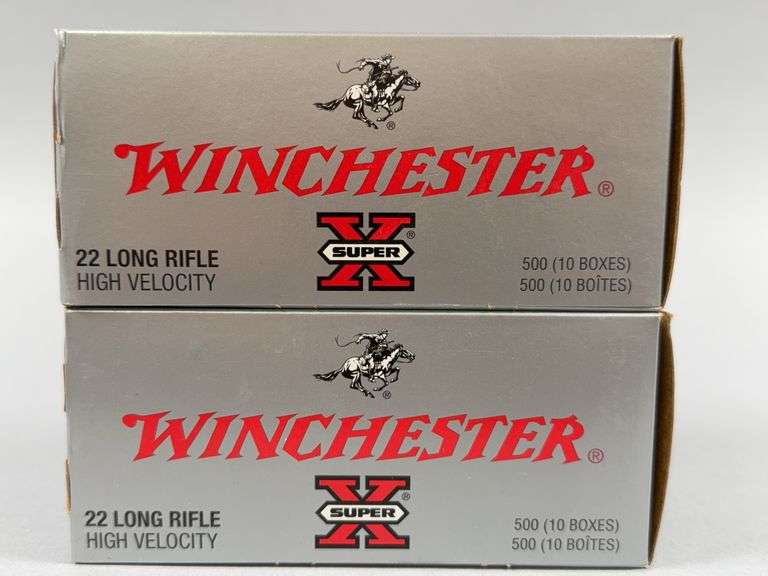 WINCHESTER®
X®
SUPER
22 LONG RIFLE
HIGH VELOCITY
500 (10 BOXES)
500 (10 BOÎTES)
WINCHESTER®
X®
SUPER
22 LONG RIFLE
HIGH VELOCITY
500 (10 BOXES)
500 (10 BOÎTES)